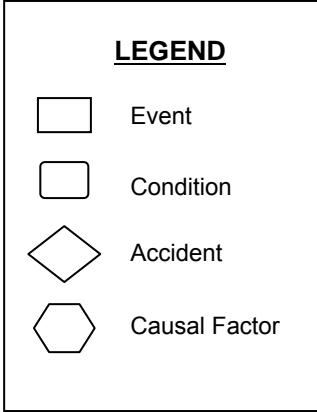 LEGEND
Event
Condition
Accident
Causal Factor